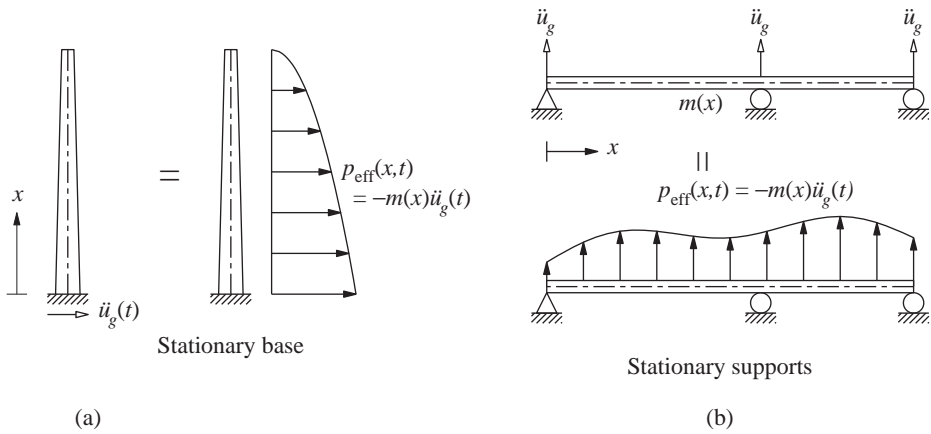 x
=
p_eff(x,t)
= −m(x)ü_g(t)
ü_g(t)
Stationary base
(a)
ü_g ü_g ü_g
m(x)
x
||
p_eff(x,t) = −m(x)ü_g(t)
Stationary supports
(b)